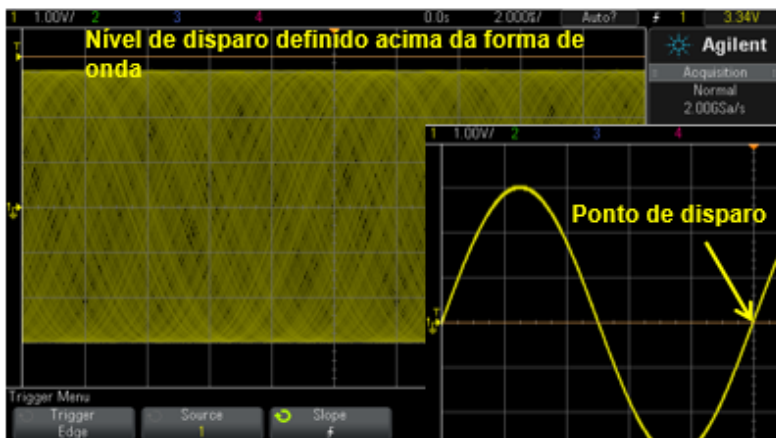 1 1.00V/ 2 3 4 0.0s 2.000s/ Auto? 1 3.34V
Nível de disparo definido acima da forma de
onda
T
Agilent
Acquisition
Normal
2.00GSa/s
1 1.00V/ 2 3 4
Ponto de disparo
T
Trigger Menu
Trigger
Edge
Source
1
Slope